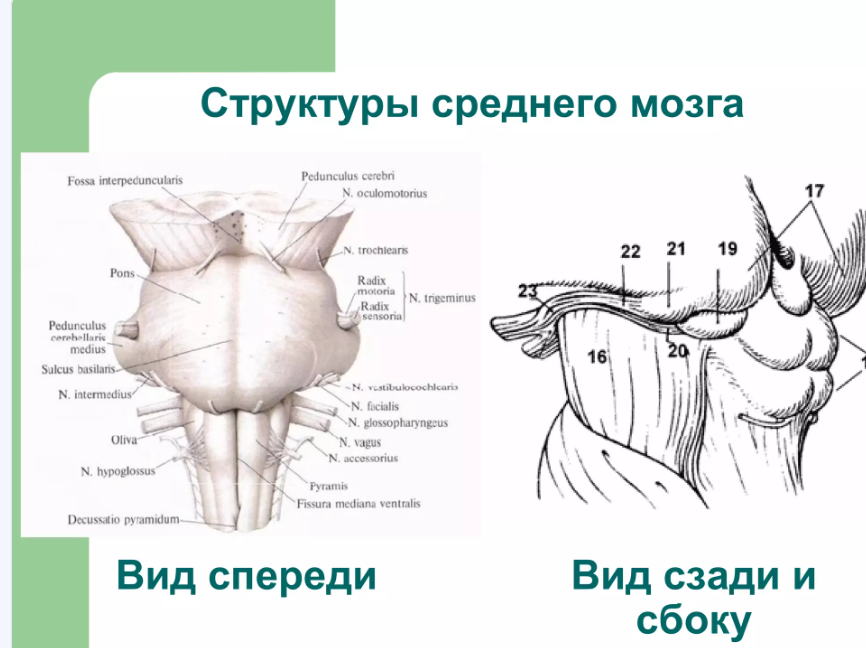 Структуры среднего мозга
Fossa interpeduncularis
Pedunculus cerebri
N. oculomotorius
N. trochlearis
Pons
Radix
motoria
Radix
sensoria
N. trigeminus
Pedunculus
cerebellaris
medius
Sulcus basilaris
N. intermedius
N. vestibulocochlearis
N. facialis
N. glossopharyngeus
Oliva
N. vagus
N. accessorius
N. hypoglossus
Pyramis
Fissura mediana ventralis
Decussatio pyramidum
17
22
21
19
23
16
20
Вид спереди
Вид сзади и
сбоку